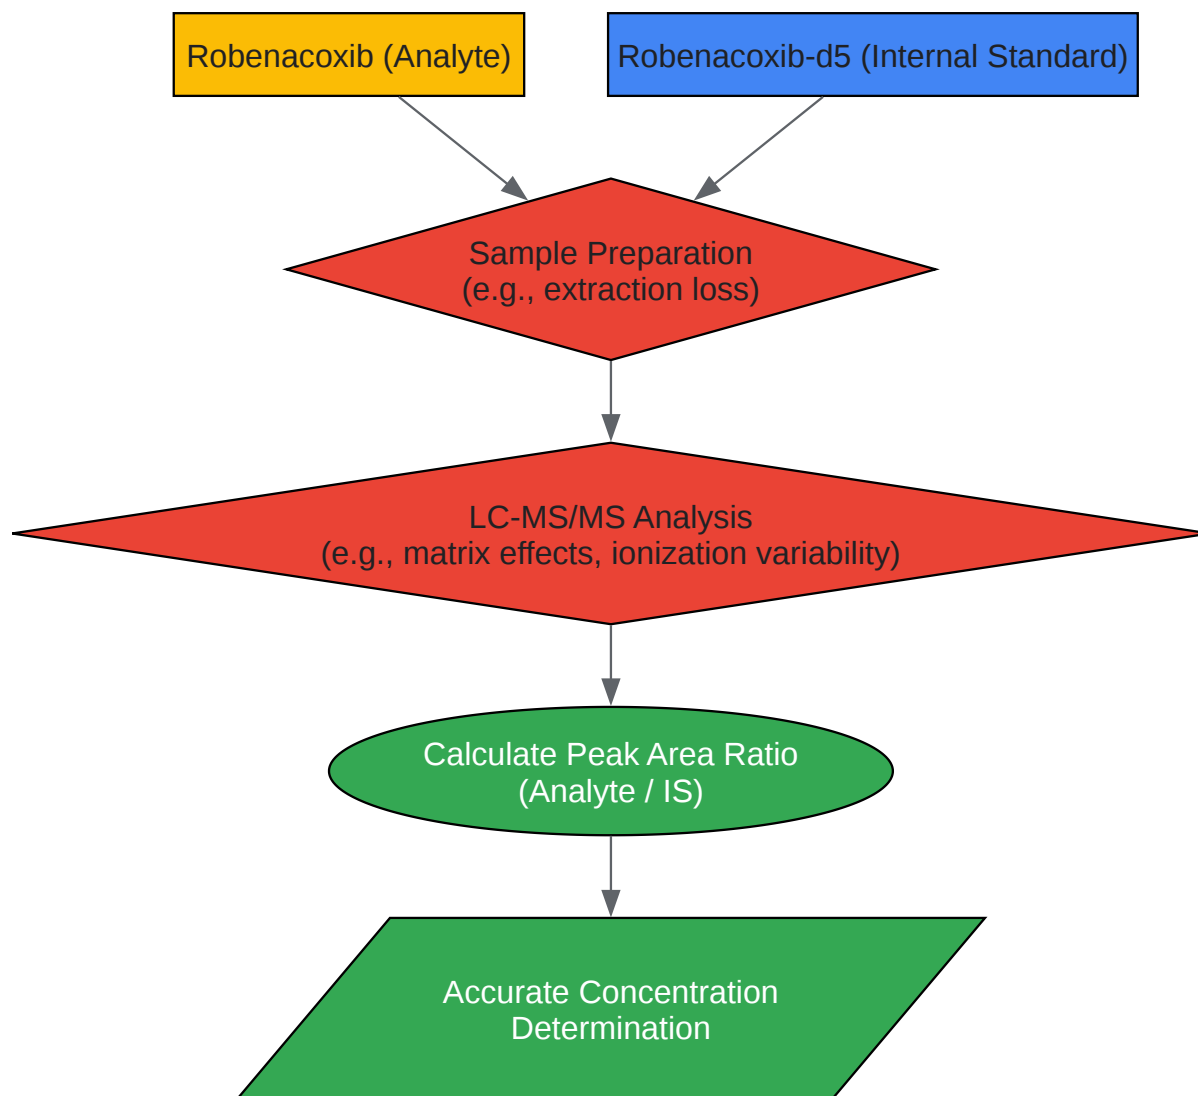 Robenacoxib (Analyte)
Robenacoxib-d5 (Internal Standard)
Sample Preparation
(e.g., extraction loss)
LC-MS/MS Analysis
(e.g., matrix effects, ionization variability)
Calculate Peak Area Ratio
(Analyte / IS)
Accurate Concentration
Determination